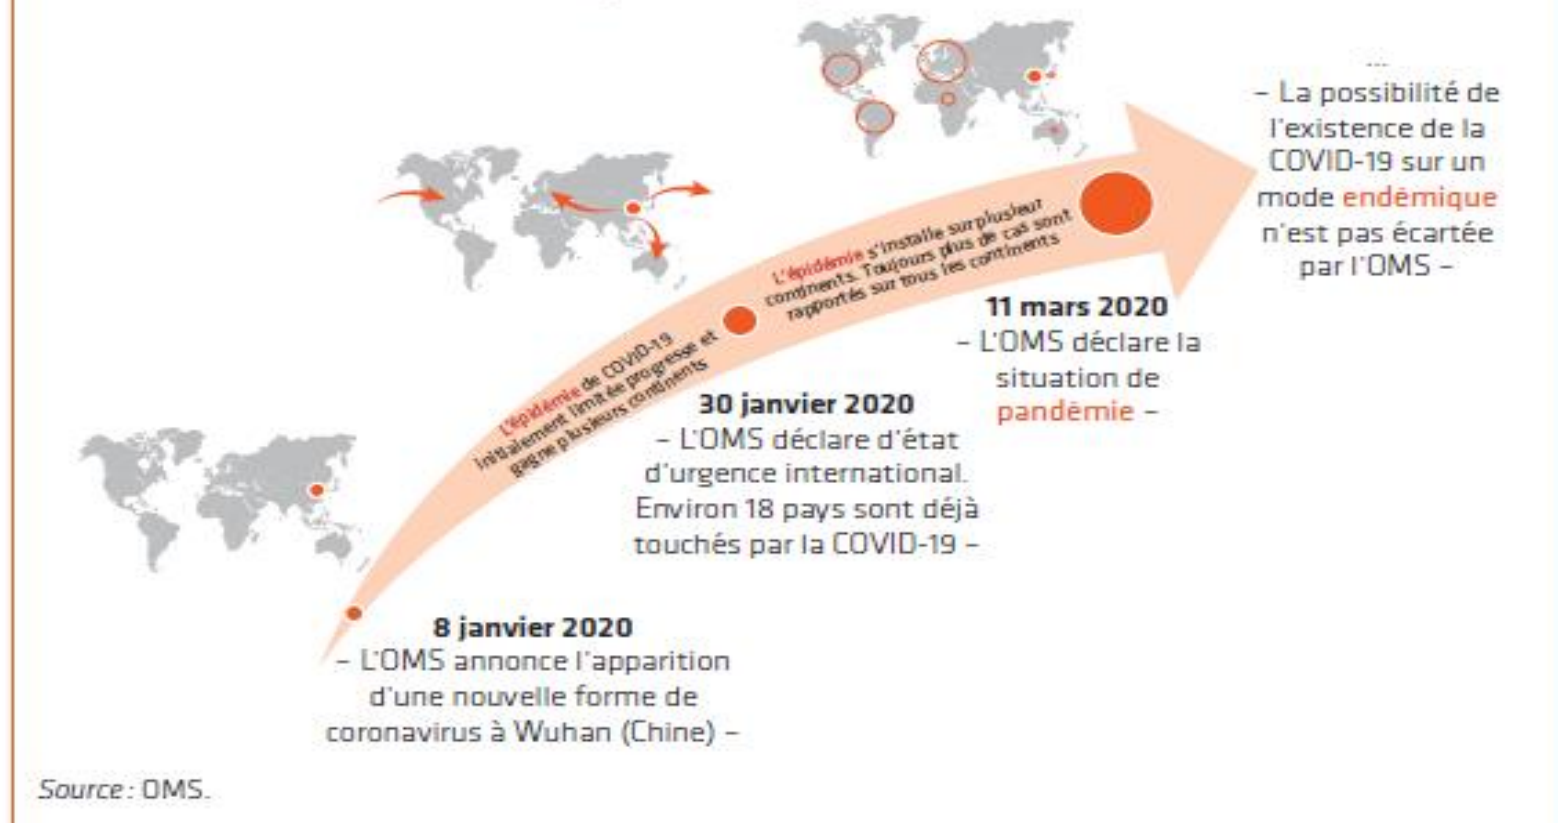 8 janvier 2020
– L'OMS annonce l'apparition
d'une nouvelle forme de
coronavirus à Wuhan (Chine) –
L'épidémie de COVID-19
initialement limitée progresse et
gagne plusieurs continents
30 janvier 2020
– L'OMS déclare d'état
d'urgence international.
Environ 18 pays sont déjà
touchés par la COVID-19 –
L'épidémie s'installe sur plusieur
continents. Toujours plus de cas sont
rapportés sur tous les continents
11 mars 2020
– L'OMS déclare la
situation de
pandémie –
...
– La possibilité de
l'existence de la
COVID-19 sur un
mode endémique
n'est pas écartée
par l'OMS –
Source : OMS.